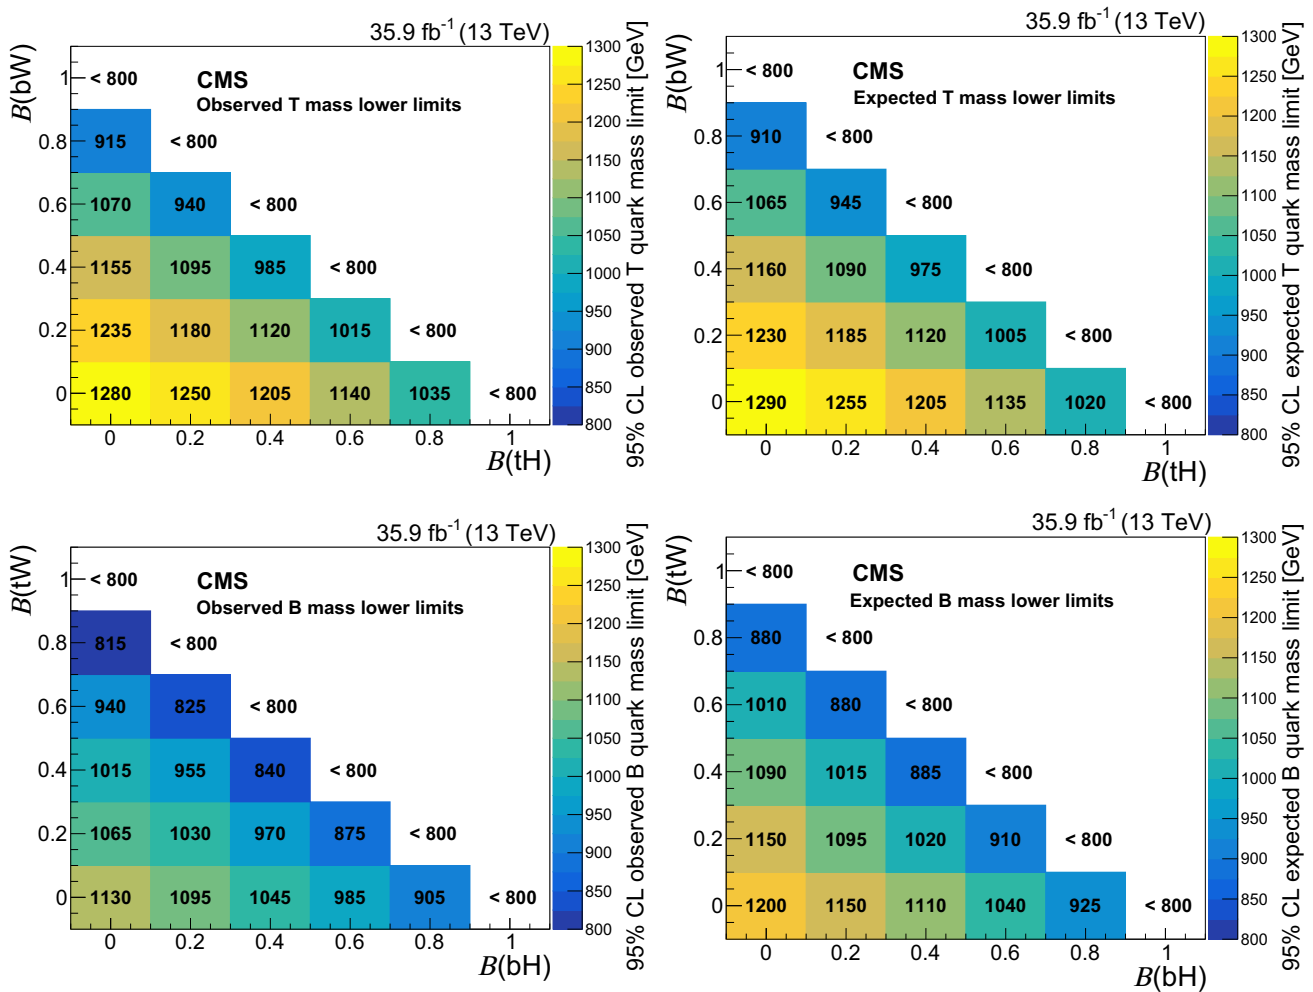 35.9 fb⁻¹ (13 TeV)
B(bW)
1
0.8
0.6
0.4
0.2
0
CMS
Observed T mass lower limits
< 800
915 < 800
1070 940 < 800
1155 1095 985 < 800
1235 1180 1120 1015 < 800
1280 1250 1205 1140 1035 < 800
0 0.2 0.4 0.6 0.8 1
B(tH)
1300
1250
1200
1150
1100
1050
1000
950
900
850
800
95% CL observed T quark mass limit [GeV]
35.9 fb⁻¹ (13 TeV)
B(bW)
1
0.8
0.6
0.4
0.2
0
CMS
Expected T mass lower limits
< 800
910 < 800
1065 945 < 800
1160 1090 975 < 800
1230 1185 1120 1005 < 800
1290 1255 1205 1135 1020 < 800
0 0.2 0.4 0.6 0.8 1
B(tH)
1300
1250
1200
1150
1100
1050
1000
950
900
850
800
95% CL expected T quark mass limit [GeV]
35.9 fb⁻¹ (13 TeV)
B(tW)
1
0.8
0.6
0.4
0.2
0
CMS
Observed B mass lower limits
< 800
815 < 800
940 825 < 800
1015 955 840 < 800
1065 1030 970 875 < 800
1130 1095 1045 985 905 < 800
0 0.2 0.4 0.6 0.8 1
B(bH)
1300
1250
1200
1150
1100
1050
1000
950
900
850
800
95% CL observed B quark mass limit [GeV]
35.9 fb⁻¹ (13 TeV)
B(tW)
1
0.8
0.6
0.4
0.2
0
CMS
Expected B mass lower limits
< 800
880 < 800
1010 880 < 800
1090 1015 885 < 800
1150 1095 1020 910 < 800
1200 1150 1110 1040 925 < 800
0 0.2 0.4 0.6 0.8 1
B(bH)
1300
1250
1200
1150
1100
1050
1000
950
900
850
800
95% CL expected B quark mass limit [GeV]